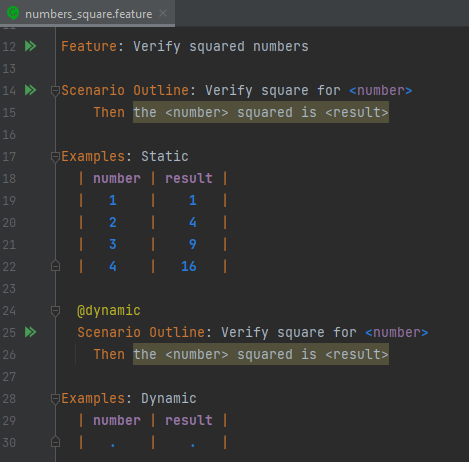 numbers_square.feature
12 Feature: Verify squared numbers
13
14 Scenario Outline: Verify square for <number>
15 Then the <number> squared is <result>
16
17 Examples: Static
18 | number | result |
19 | 1 | 1 |
20 | 2 | 4 |
21 | 3 | 9 |
22 | 4 | 16 |
23
24 @dynamic
25 Scenario Outline: Verify square for <number>
26 Then the <number> squared is <result>
27
28 Examples: Dynamic
29 | number | result |
30 | . | . |